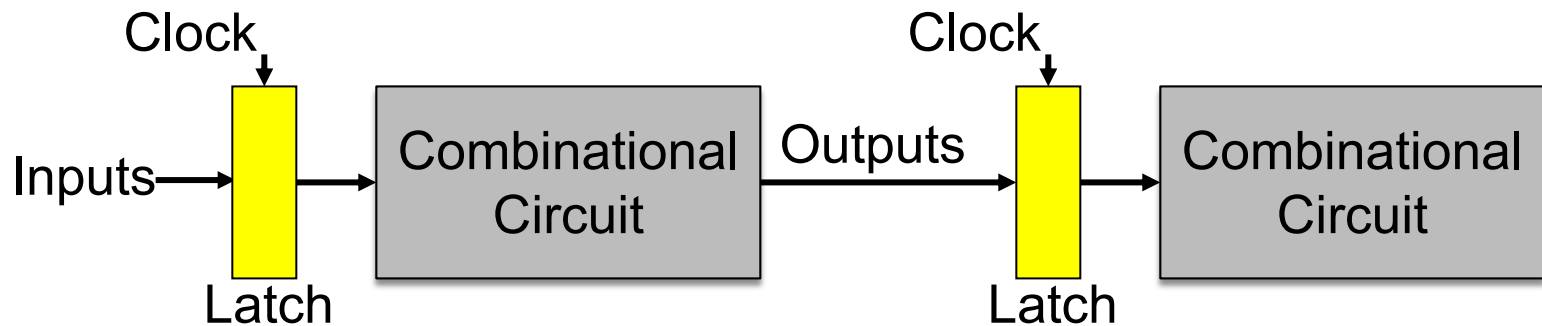 Clock
Clock
Inputs
Combinational
Circuit
Outputs
Combinational
Circuit
Latch
Latch